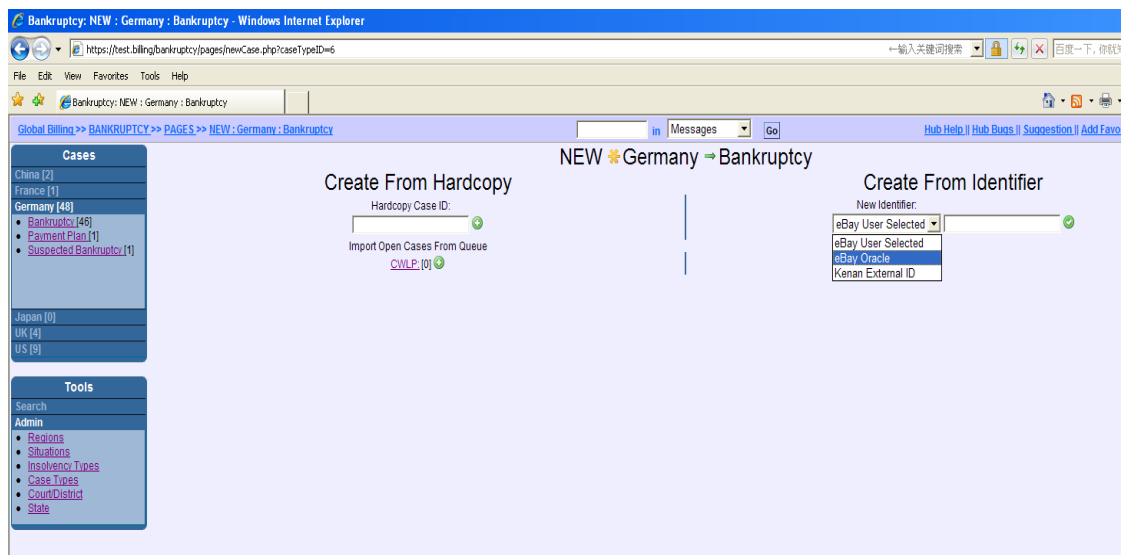 Bankruptcy: NEW : Germany : Bankruptcy - Windows Internet Explorer
https://test.billing/bankruptcy/pages/newCase.php?caseTypeID=6
←输入关键词搜索
百度一下，你就
File Edit View Favorites Tools Help
Bankruptcy: NEW : Germany : Bankruptcy
Global Billing >> BANKRUPTCY >> PAGES >> NEW : Germany : Bankruptcy
in Messages Go
Hub Help || Hub Bugs || Suggestion || Add Favo
Cases
China [2]
France [1]
Germany [48]
Bankruptcy [46]
Payment Plan [1]
Suspected Bankruptcy [1]
Japan [0]
UK [4]
US [9]
Tools
Search
Admin
Regions
Situations
Insolvency Types
Case Types
Court/District
State
NEW Germany Bankruptcy
Create From Hardcopy
Hardcopy Case ID:
Import Open Cases From Queue
CWLP: [0]
Create From Identifier
New Identifier:
eBay User Selected
eBay User Selected
eBay Oracle
Kenan External ID